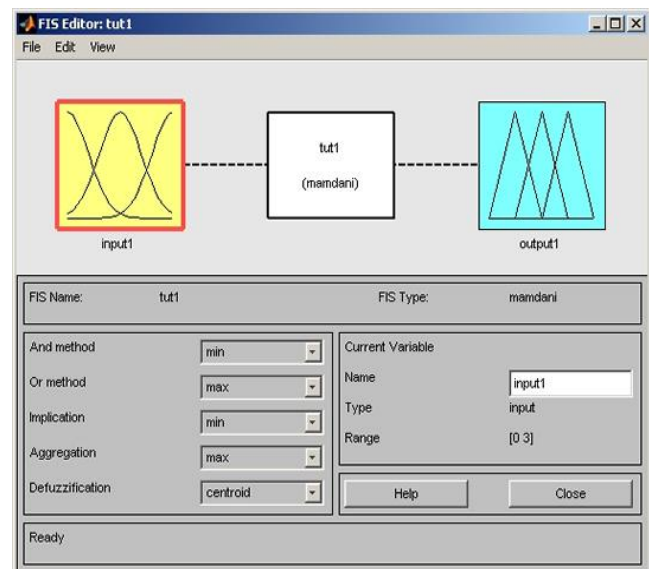 FIS Editor: tut1
File Edit View
tut1
(mamdani)
input1
output1
FIS Name: tut1
FIS Type: mamdani
And method min
Or method max
Implication min
Aggregation max
Defuzzification centroid
Current Variable
Name input1
Type input
Range [0 3]
Help Close
Ready